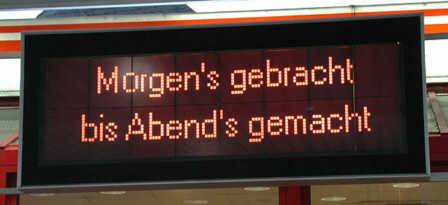 Morgen's gebracht
bis Abend's gemacht